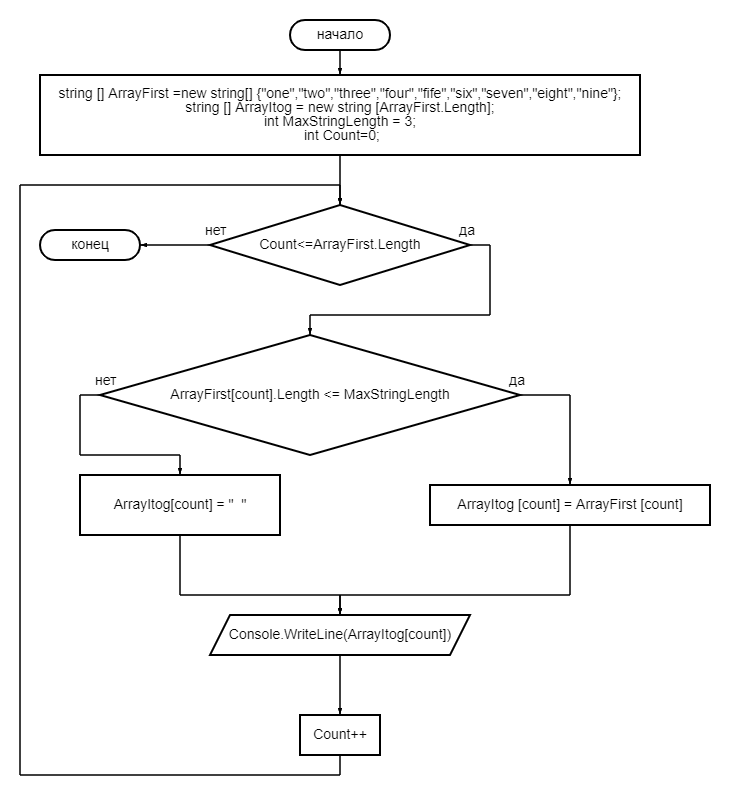 начало
string [] ArrayFirst =new string[] {"one","two","three","four","fife","six","seven","eight","nine"};
string [] ArrayItog = new string [ArrayFirst.Length];
int MaxStringLength = 3;
int Count=0;
нет
да
конец
Count<=ArrayFirst.Length
нет
да
ArrayFirst[count].Length <= MaxStringLength
ArrayItog[count] = "  "
ArrayItog [count] = ArrayFirst [count]
Console.WriteLine(ArrayItog[count])
Count++